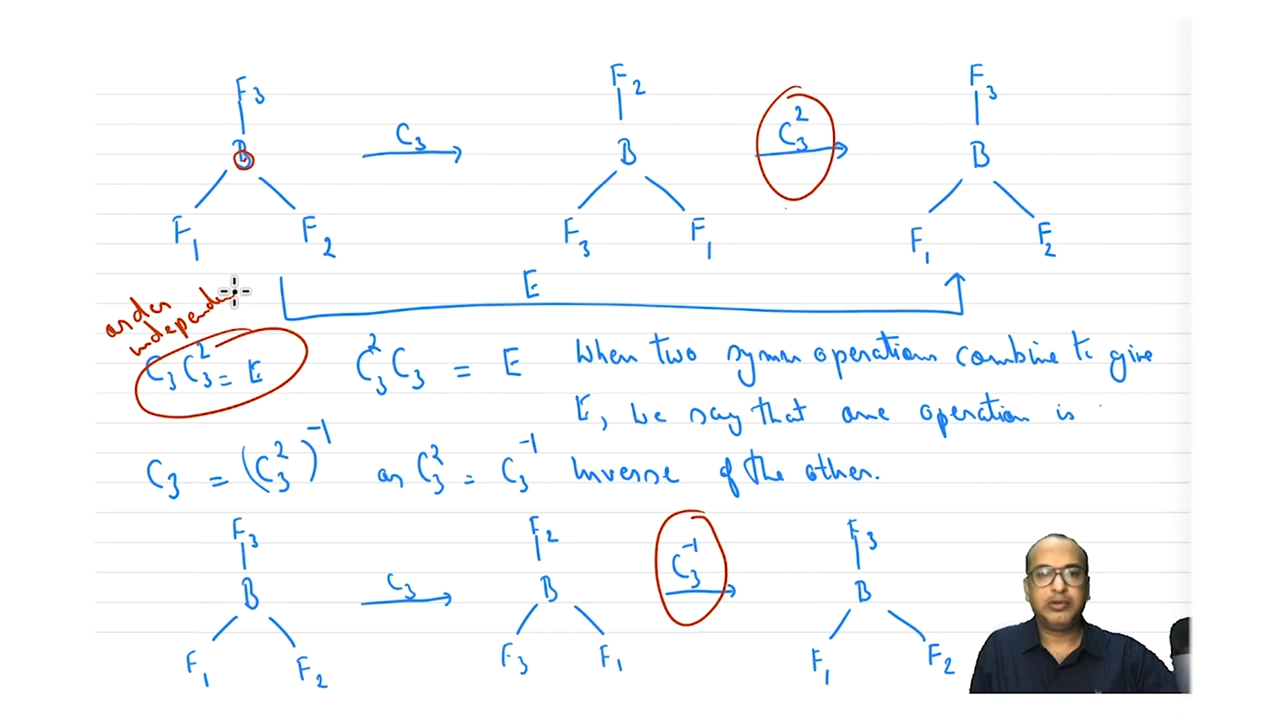 F3 F2 F3
C3 C3^2
B B B
F1 F2 F3 F1 F1 F2
E
order
independen
C3 C3^2 = E C3^2 C3 = E When two symm operations combine to give
E, we say that one operation is
C3 = (C3^2)^-1 or C3^2 = C3^-1 Inverse of the other.
F3 F2 F3
C3 C3^-1
B B B
F1 F2 F3 F1 F1 F2